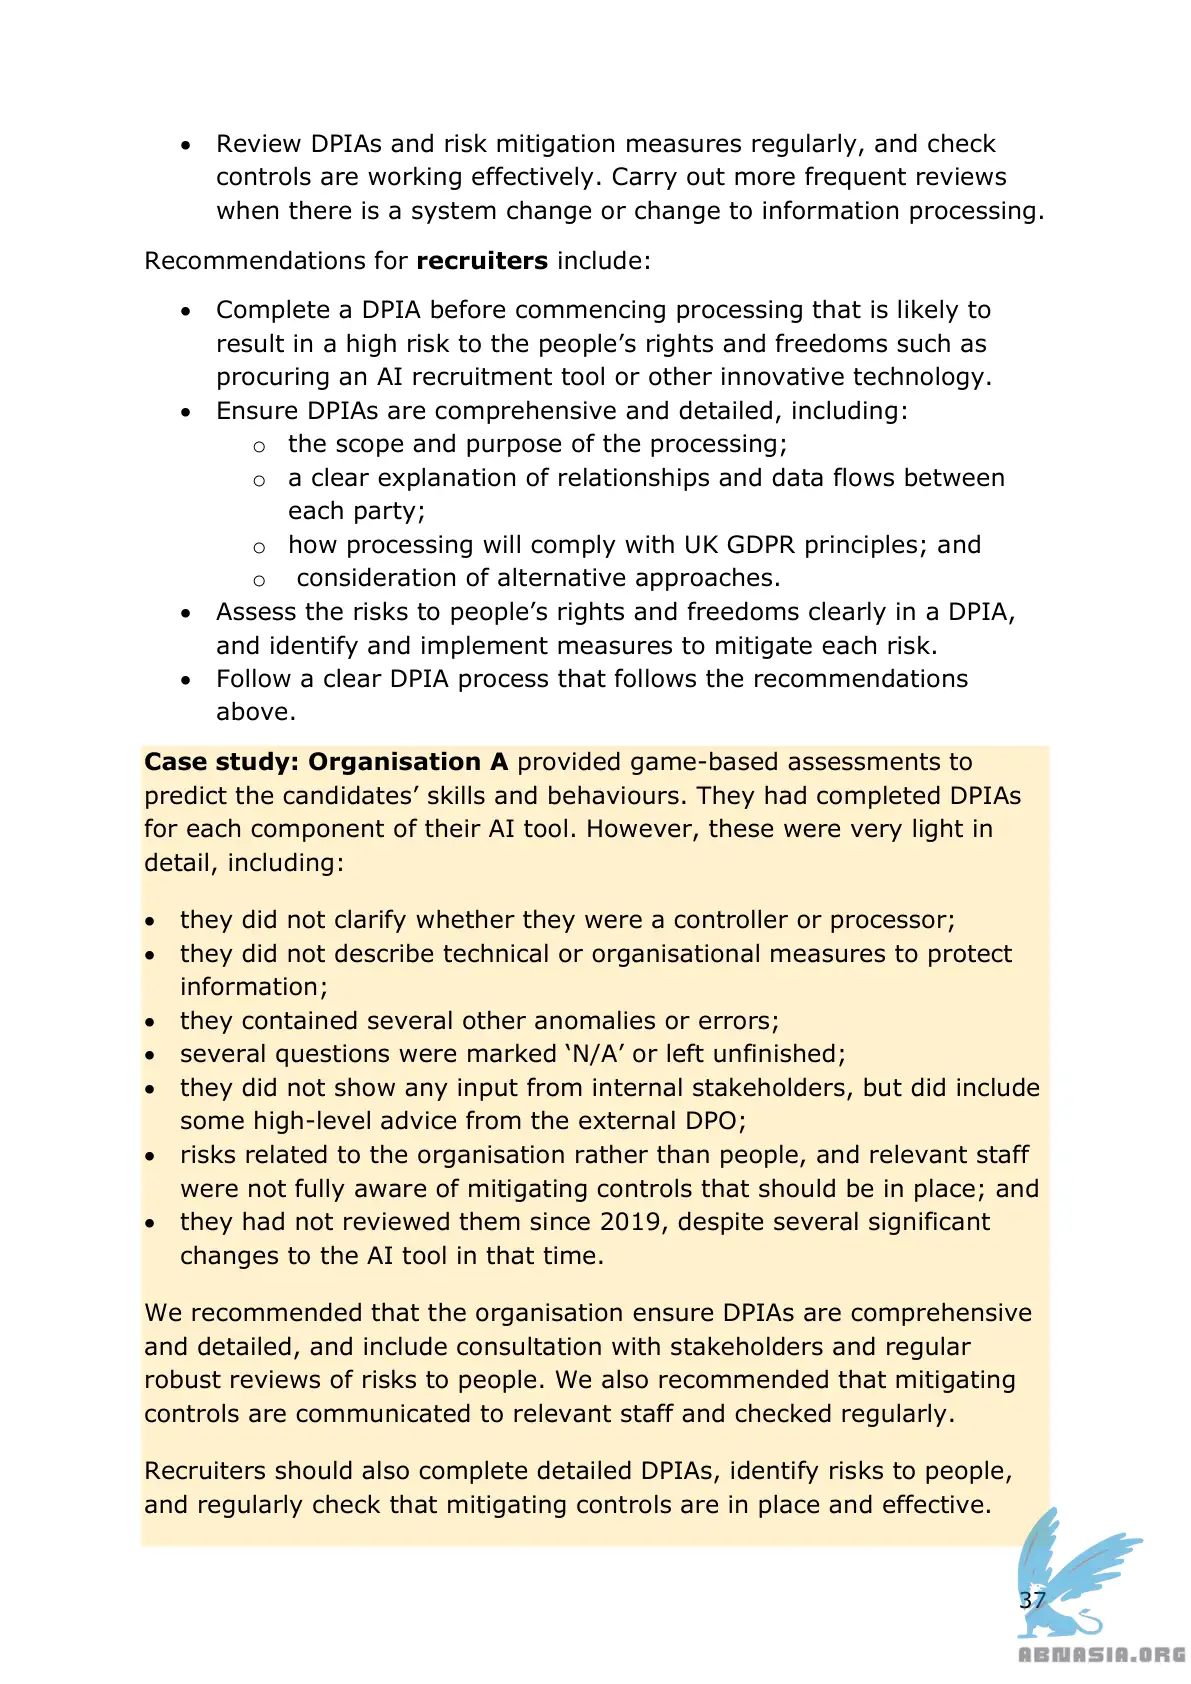 • Review DPIAs and risk mitigation measures regularly, and check
controls are working effectively. Carry out more frequent reviews
when there is a system change or change to information processing.
Recommendations for recruiters include:
• Complete a DPIA before commencing processing that is likely to
result in a high risk to the people’s rights and freedoms such as
procuring an AI recruitment tool or other innovative technology.
• Ensure DPIAs are comprehensive and detailed, including:
o the scope and purpose of the processing;
o a clear explanation of relationships and data flows between
each party;
o how processing will comply with UK GDPR principles; and
o consideration of alternative approaches.
• Assess the risks to people’s rights and freedoms clearly in a DPIA,
and identify and implement measures to mitigate each risk.
• Follow a clear DPIA process that follows the recommendations
above.
Case study: Organisation A provided game-based assessments to
predict the candidates’ skills and behaviours. They had completed DPIAs
for each component of their AI tool. However, these were very light in
detail, including:
• they did not clarify whether they were a controller or processor;
• they did not describe technical or organisational measures to protect
information;
• they contained several other anomalies or errors;
• several questions were marked ‘N/A’ or left unfinished;
• they did not show any input from internal stakeholders, but did include
some high-level advice from the external DPO;
• risks related to the organisation rather than people, and relevant staff
were not fully aware of mitigating controls that should be in place; and
• they had not reviewed them since 2019, despite several significant
changes to the AI tool in that time.
We recommended that the organisation ensure DPIAs are comprehensive
and detailed, and include consultation with stakeholders and regular
robust reviews of risks to people. We also recommended that mitigating
controls are communicated to relevant staff and checked regularly.
Recruiters should also complete detailed DPIAs, identify risks to people,
and regularly check that mitigating controls are in place and effective.
37
ABNASIA.ORG